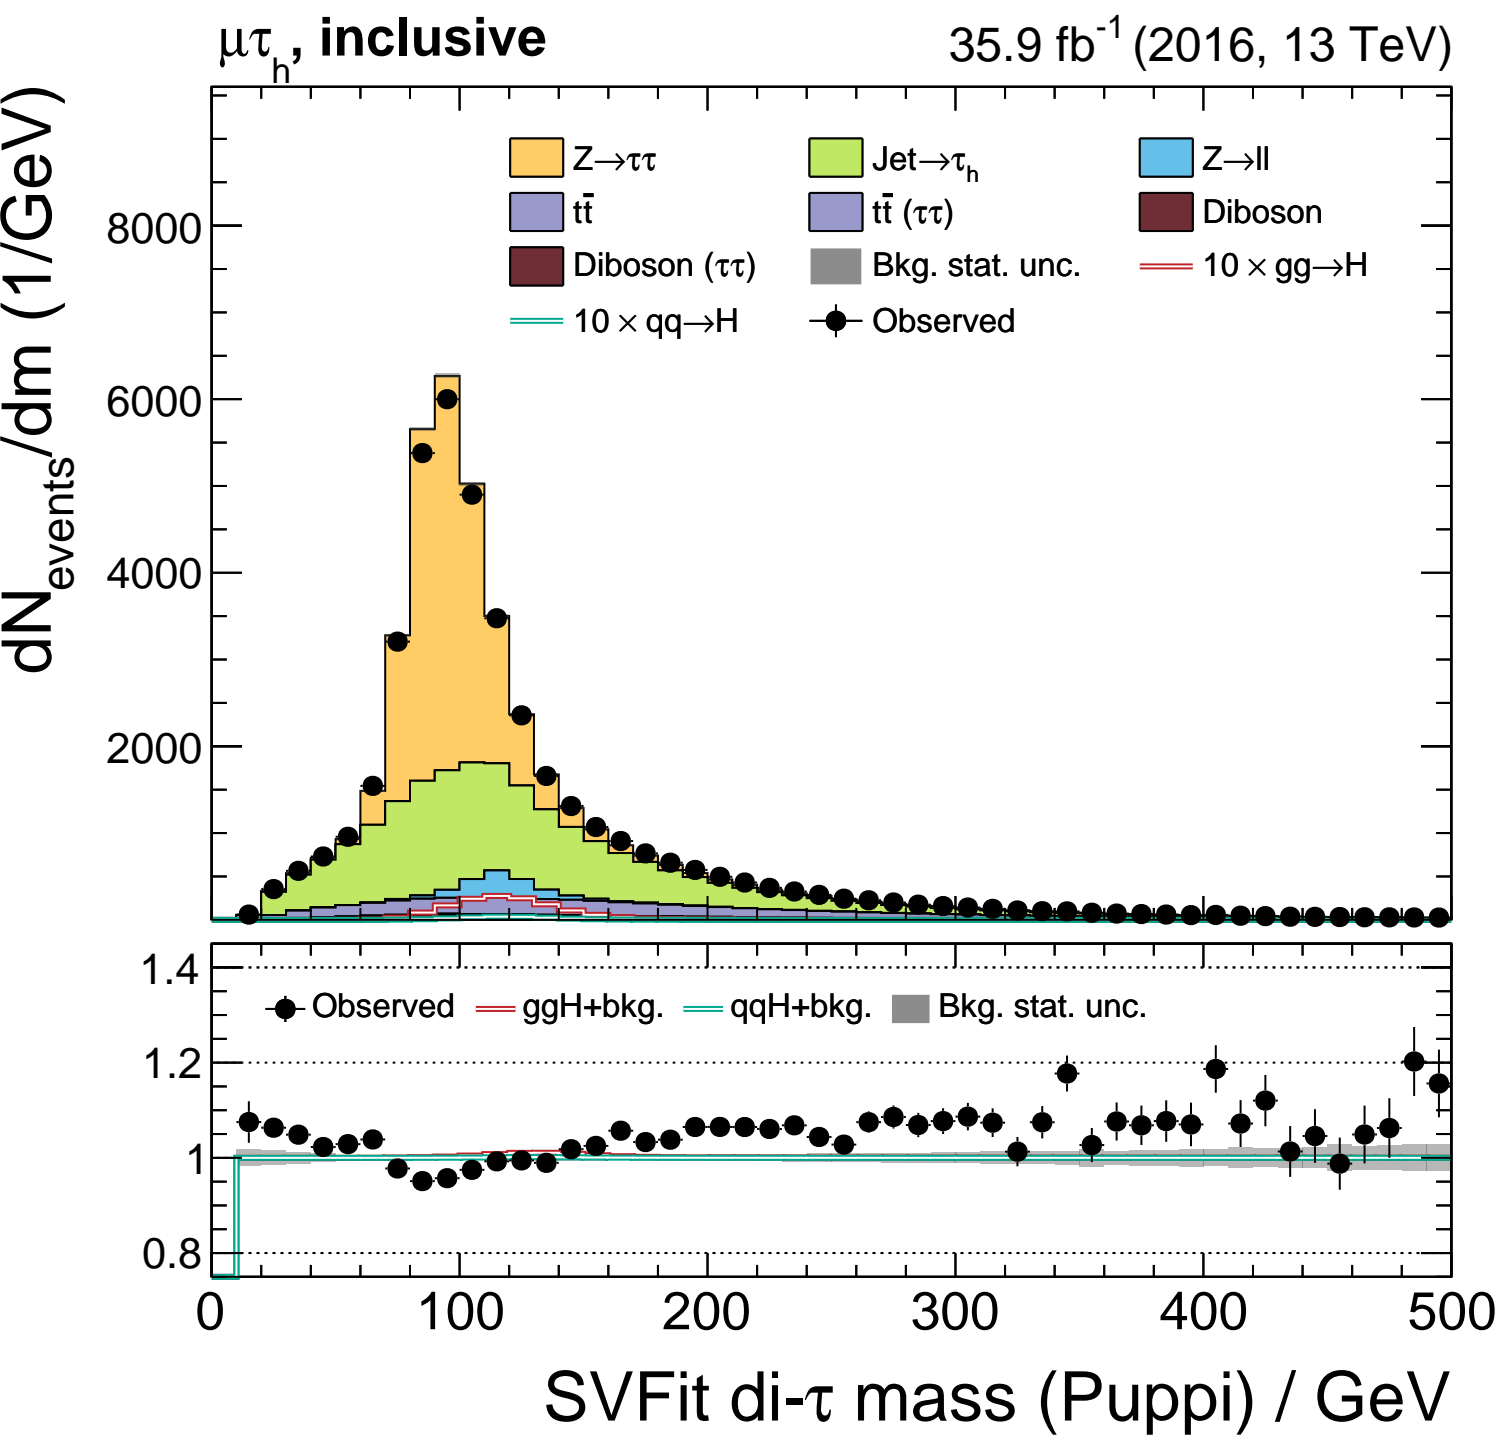 μτh, inclusive 35.9 fb-1 (2016, 13 TeV)
dNevents/dm (1/GeV)
Z→ττ Jet→τh Z→ll
tt̄ tt̄ (ττ) Diboson
Diboson (ττ) Bkg. stat. unc. 10 × gg→H
10 × qq→H Observed
8000
6000
4000
2000
1.4
Observed ggH+bkg. qqH+bkg. Bkg. stat. unc.
1.2
1
0.8
0 100 200 300 400 500
SVFit di-τ mass (Puppi) / GeV